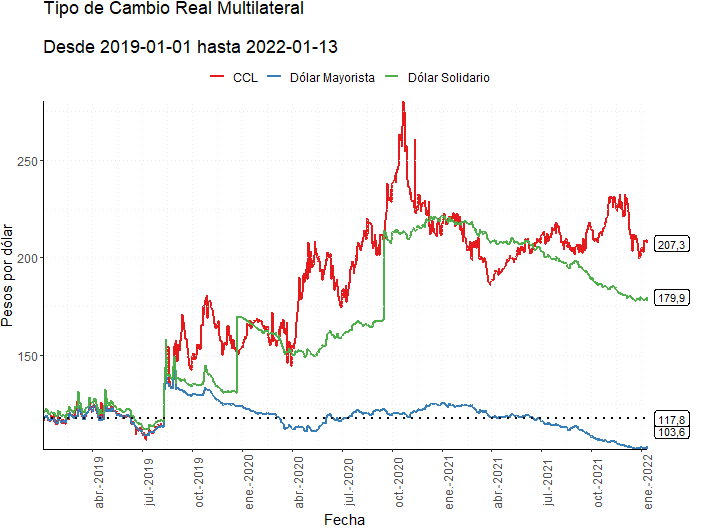 Tipo de Cambio Real Multilateral
Desde 2019-01-01 hasta 2022-01-13
CCL Dólar Mayorista Dólar Solidario
Pesos por dólar
250
200
150
207,3
179,9
117,8
103,6
abr.-2019
jul.-2019
oct.-2019
ene.-2020
abr.-2020
jul.-2020
oct.-2020
ene.-2021
abr.-2021
jul.-2021
oct.-2021
ene.-2022
Fecha